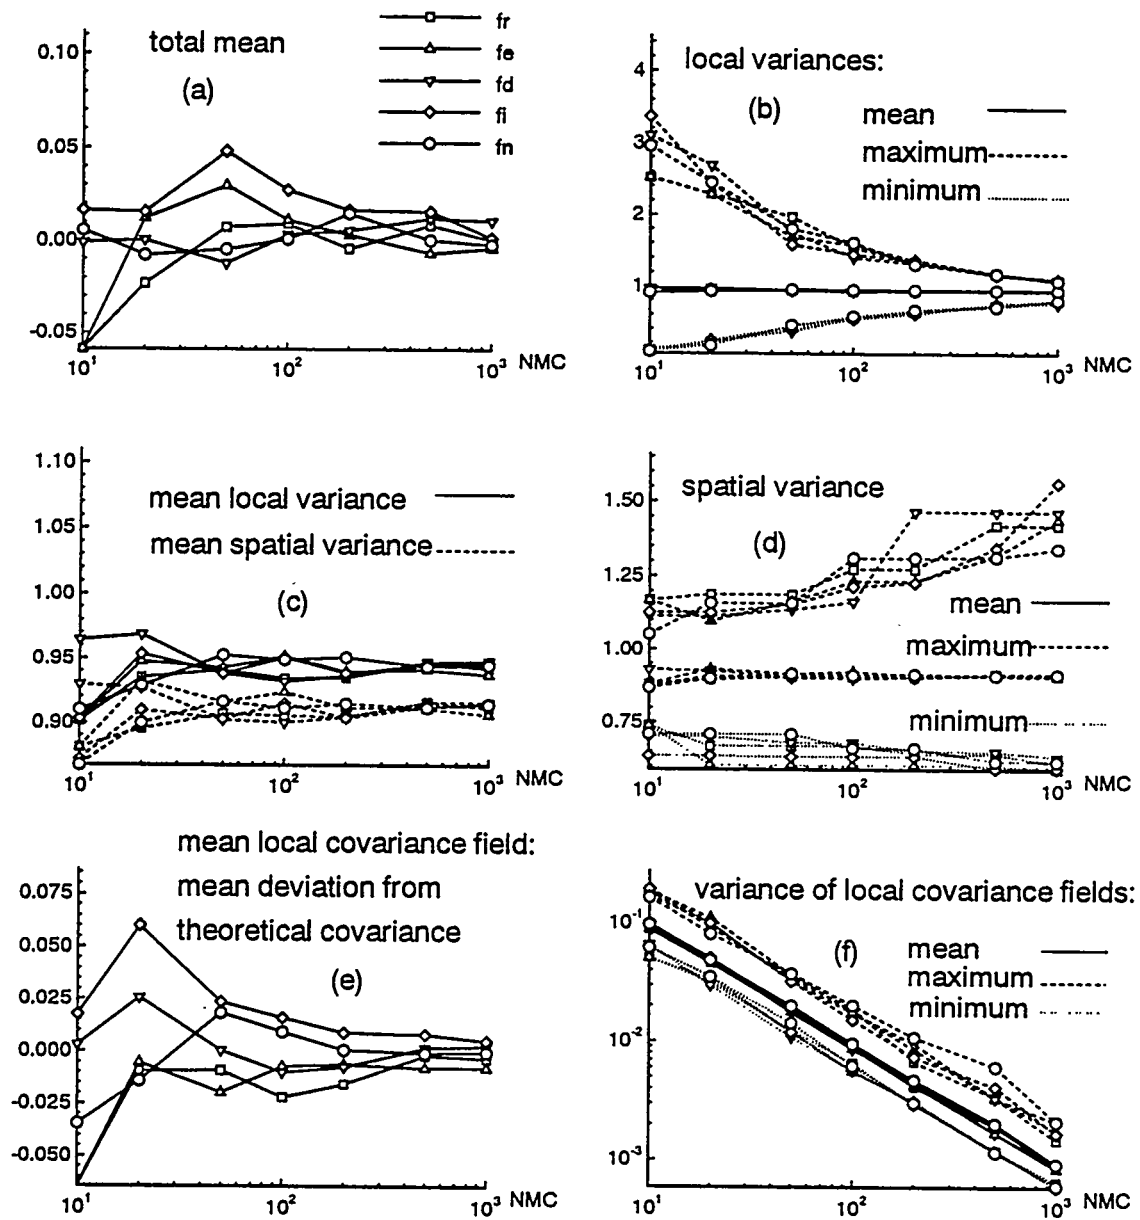 total mean
(a)
fr
fe
fd
fi
fn
0.10
0.05
0.00
-0.05
10¹
10²
10³
NMC
local variances:
(b)
mean
maximum
minimum
4
3
2
1
10¹
10²
10³
NMC
1.10
1.05
1.00
0.95
0.90
mean local variance
mean spatial variance
(c)
10¹
10²
10³
NMC
spatial variance
(d)
mean
maximum
minimum
1.50
1.25
1.00
0.75
10¹
10²
10³
NMC
mean local covariance field:
mean deviation from
theoretical covariance
(e)
0.075
0.050
0.025
0.000
-0.025
-0.050
10¹
10²
10³
NMC
variance of local covariance fields:
(f)
mean
maximum
minimum
10⁻¹
10⁻²
10⁻³
10¹
10²
10³
NMC